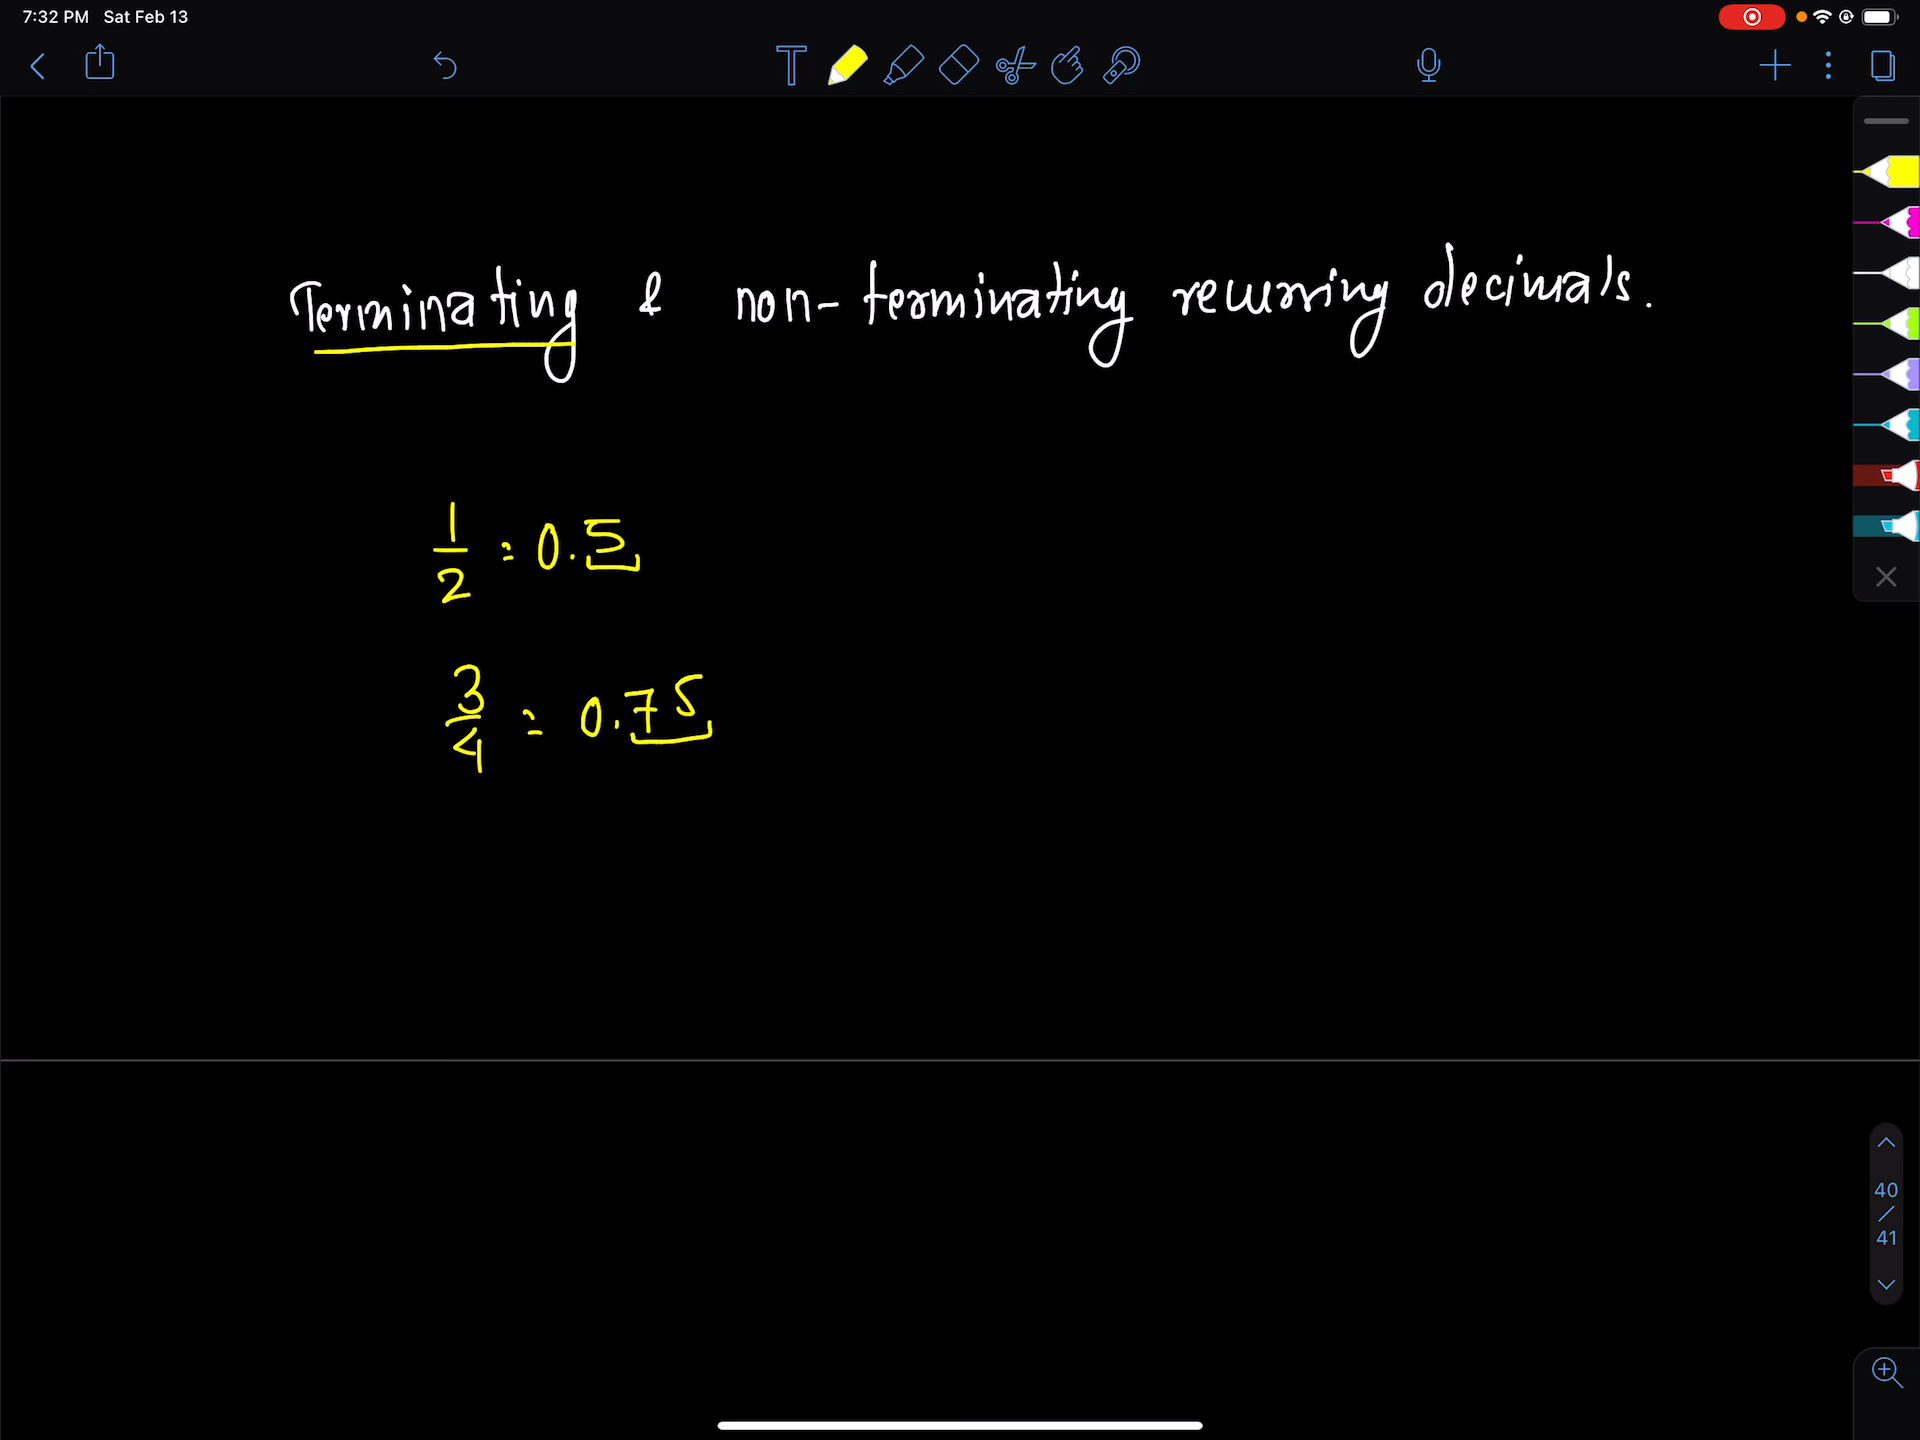 7:32 PM Sat Feb 13
Terminating & non-terminating recurring decimals.
1/2 = 0.5
3/4 = 0.75
40
/
41